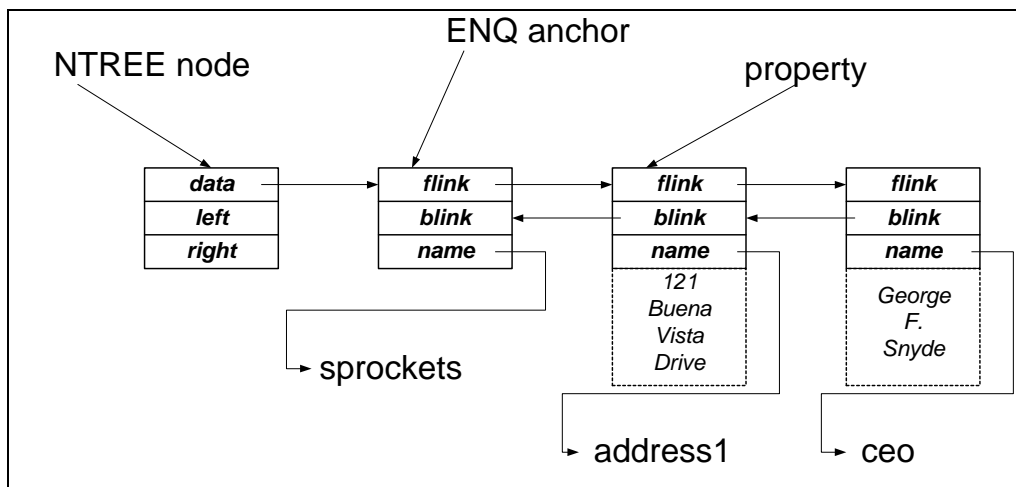 ENQ anchor
NTREE node
property
data
flink
flink
flink
left
blink
blink
blink
right
name
name
name
121
Buena
Vista
Drive
George
F.
Snyde
sprockets
address1
ceo